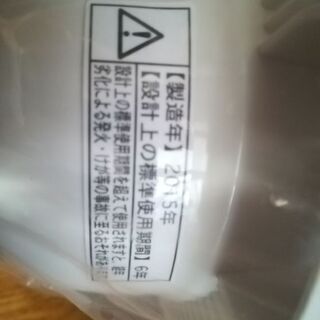 【製造年】2015年
【設計上の標準使用期間】6年
設計上の標準使用期間を超えて使用されますと、経年
劣化による発火・けが等の事故に至るおそれがあります